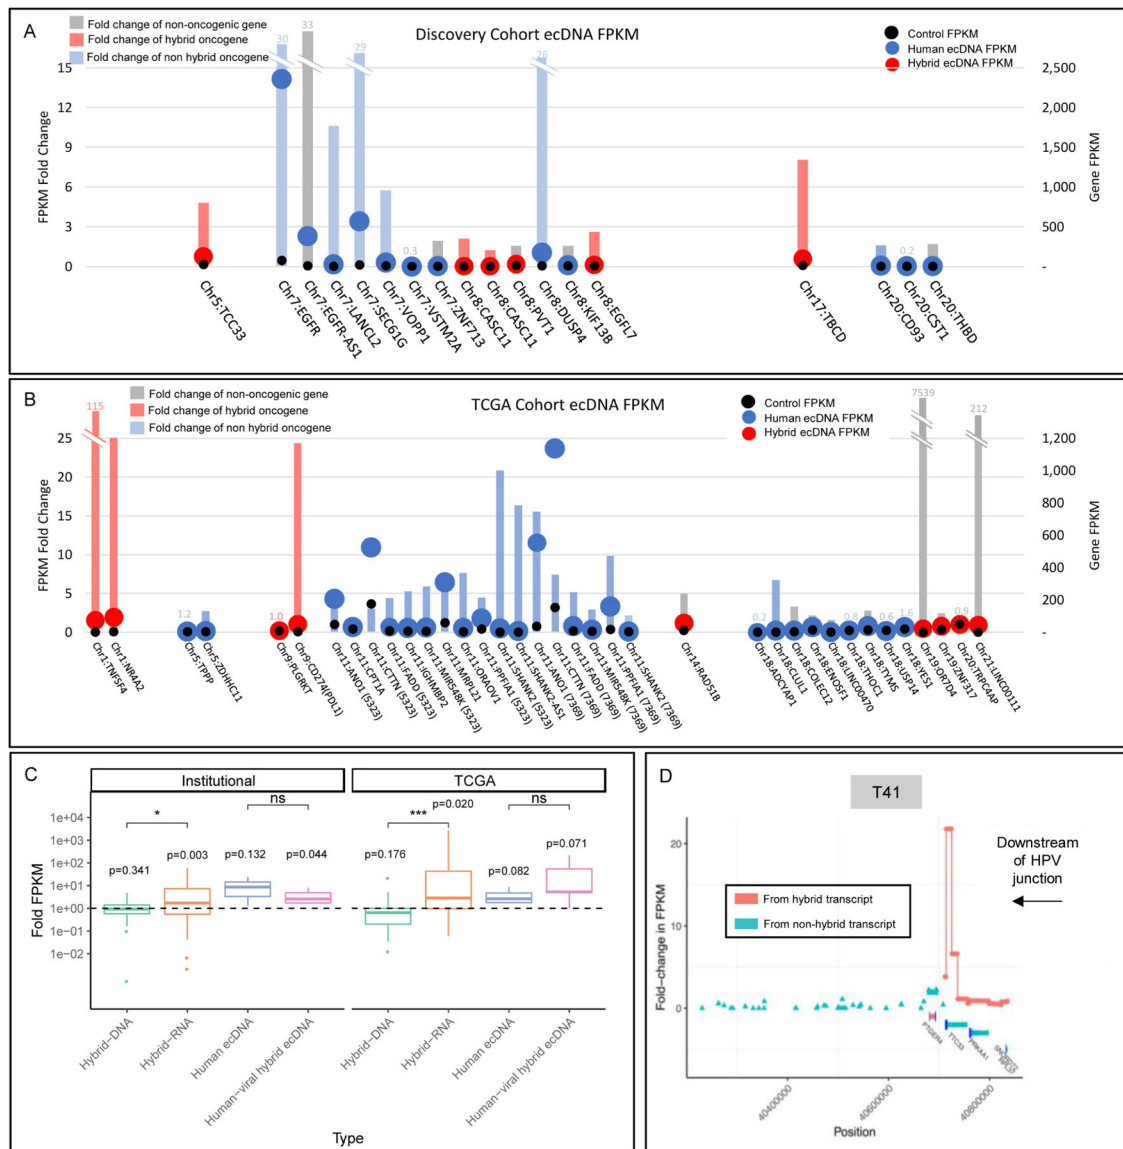 A
Fold change of non-oncogenic gene
Fold change of hybrid oncogene
Fold change of non hybrid oncogene
Discovery Cohort ecDNA FPKM
Control FPKM
Human ecDNA FPKM
Hybrid ecDNA FPKM
30
33
29
26
0.3
0.2
FPKM Fold Change
15
12
9
6
3
0
2,500
2,000
1,500
1,000
500
-
Gene FPKM
Chr5:TCC33
Chr7:EGFR
Chr7:EGFR-AS1
Chr7:LANCL2
Chr7:SEC61G
Chr7:VOPP1
Chr7:VSTM2A
Chr7:ZNF713
Chr8:CASC11
Chr8:CASC11
Chr8:PVT1
Chr8:DUSP4
Chr8:KIF13B
Chr8:EGFL7
Chr17:TBCD
Chr20:CD93
Chr20:CST1
Chr20:THBD
B
Fold change of non-oncogenic gene
Fold change of hybrid oncogene
Fold change of non hybrid oncogene
TCGA Cohort ecDNA FPKM
Control FPKM
Human ecDNA FPKM
Hybrid ecDNA FPKM
115
7539
212
1.2
1.0
0.2
0.8
0.6
1.6
0.9
FPKM Fold Change
25
20
15
10
5
0
1,200
1,000
800
600
400
200
-
Gene FPKM
Chr1:TNFSF4
Chr1:NR4A2
Chr5:TPPP
Chr5:ZDHHC11
Chr9:PLGRKT
Chr9:CD274(PDL1)
Chr11:ANO1 (5323)
Chr11:CPT1A
Chr11:CTTN (5323)
Chr11:FADD (5323)
Chr11:IGHMBP2
Chr11:MIR548K (5323)
Chr11:MRPL21
Chr11:ORAOV1
Chr11:PPFIA1 (5323)
Chr11:SHANK2 (5323)
Chr11:SHANK2-AS1
Chr11:ANO1 (7369)
Chr11:CTTN (7369)
Chr11:FADD (7369)
Chr11:MIR548K (7369)
Chr11:PPFIA1 (7369)
Chr11:SHANK2 (7369)
Chr14:RAD51B
Chr18:ADCYAP1
Chr18:CLUL1
Chr18:COLEC12
Chr18:ENOSF1
Chr18:LINC00470
Chr18:THOC1
Chr18:TYMS
Chr18:USP14
Chr18:YES1
Chr19:OR7D4
Chr19:ZNF317
Chr20:TRPC4AP
Chr21:LINC00111
C
Institutional
TCGA
*
ns
***
ns
p=0.341
p=0.003
p=0.132
p=0.044
p=0.176
p=0.020
p=0.082
p=0.071
Fold FPKM
1e+04
1e+03
1e+02
1e+01
1e+00
1e-01
1e-02
Hybrid-DNA
Hybrid-RNA
Human ecDNA
Human-viral hybrid ecDNA
Hybrid-DNA
Hybrid-RNA
Human ecDNA
Human-viral hybrid ecDNA
Type
D
T41
Downstream
of HPV
junction
From hybrid transcript
From non-hybrid transcript
Fold-change in FPKM
20
10
0
PTGER4
TTC33
PRKAA1
40400000
40600000
40800000
Position